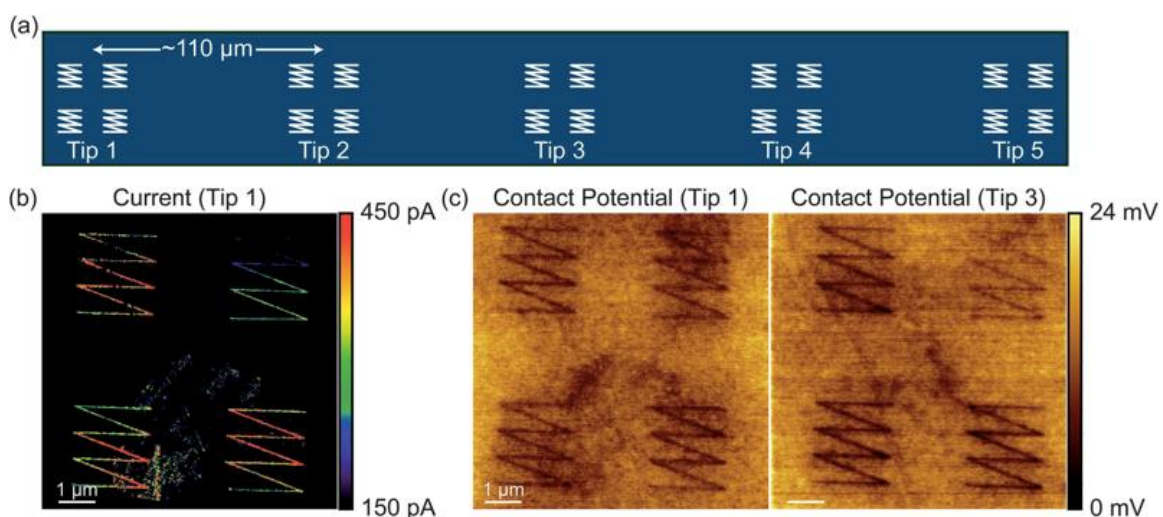 (a)
~110 µm
Tip 1 Tip 2 Tip 3 Tip 4 Tip 5
(b) Current (Tip 1) 450 pA
1 µm
150 pA
(c) Contact Potential (Tip 1) Contact Potential (Tip 3) 24 mV
1 µm
0 mV